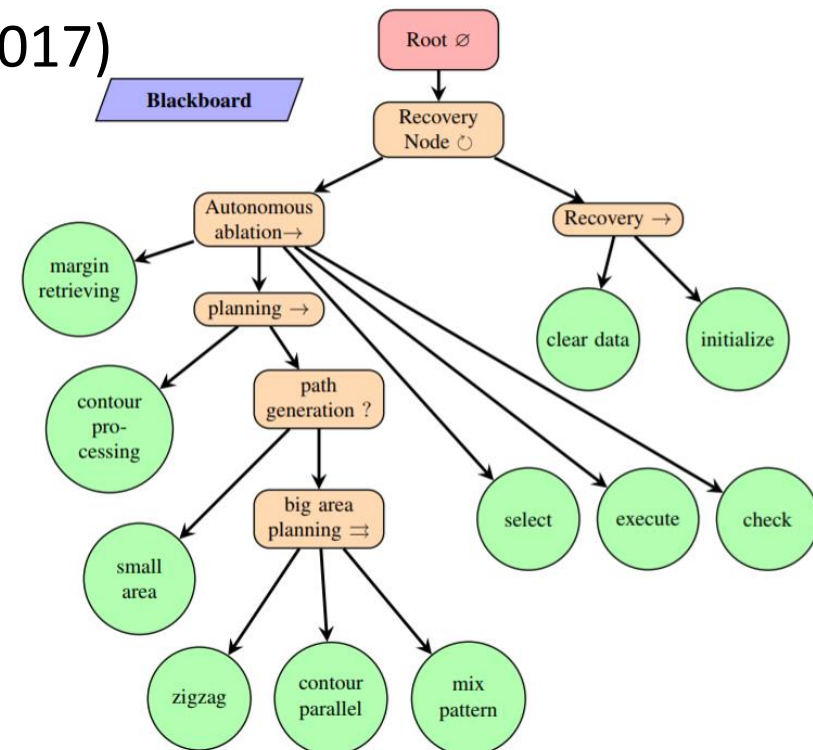 017)
Root ∅
Blackboard
Recovery
Node ↻
Autonomous
ablation→
Recovery →
margin
retrieving
planning →
clear data
initialize
contour
pro-
cessing
path
generation ?
big area
planning ⇉
select
execute
check
small
area
zigzag
contour
parallel
mix
pattern